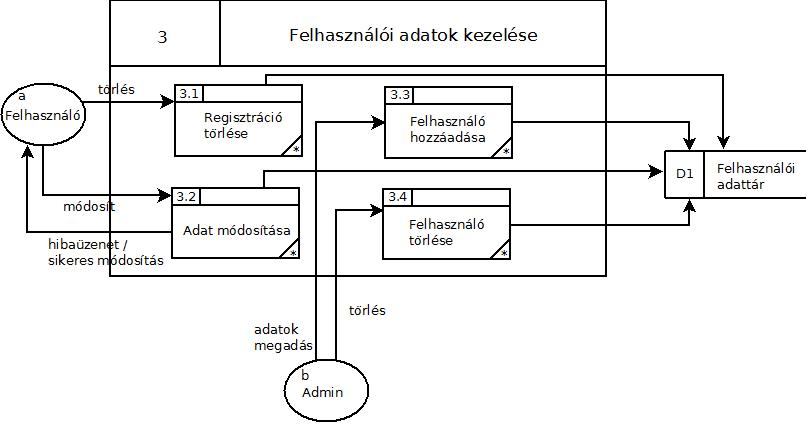 3
Felhasználói adatok kezelése
a
Felhasználó
törlés
3.1
Regisztráció
törlése
*
3.3
Felhasználó
hozzáadása
*
D1
Felhasználói
adattár
módosít
3.2
Adat módosítása
*
3.4
Felhasználó
törlése
*
hibaüzenet /
sikeres módosítás
adatok
megadás
törlés
b
Admin